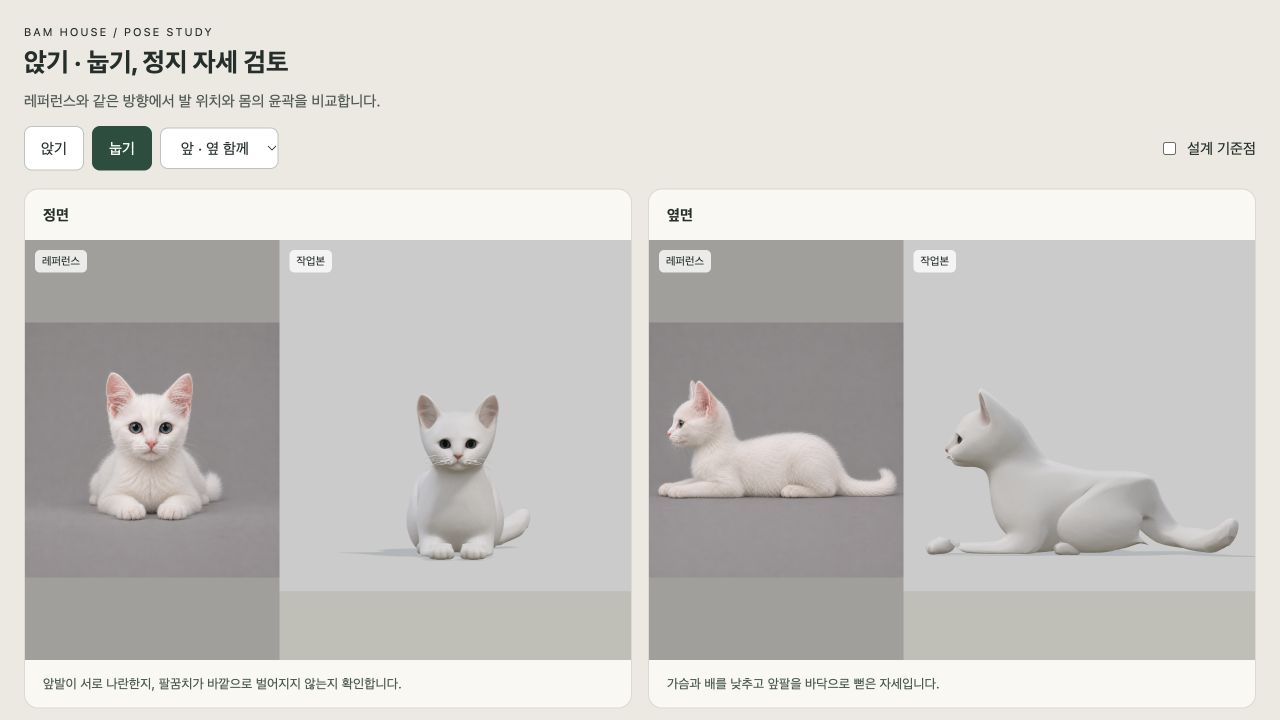 BAM HOUSE / POSE STUDY
앉기 · 눕기, 정지 자세 검토
레퍼런스와 같은 방향에서 발 위치와 몸의 윤곽을 비교합니다.
앉기
눕기
앞 · 옆 함께
설계 기준점
정면
레퍼런스
작업본
앞발이 서로 나란한지, 팔꿈치가 바깥으로 벌어지지 않는지 확인합니다.
옆면
레퍼런스
작업본
가슴과 배를 낮추고 앞팔을 바닥으로 뻗은 자세입니다.